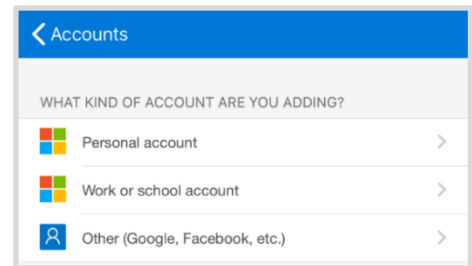 Accounts
WHAT KIND OF ACCOUNT ARE YOU ADDING?
Personal account
Work or school account
Other (Google, Facebook, etc.)